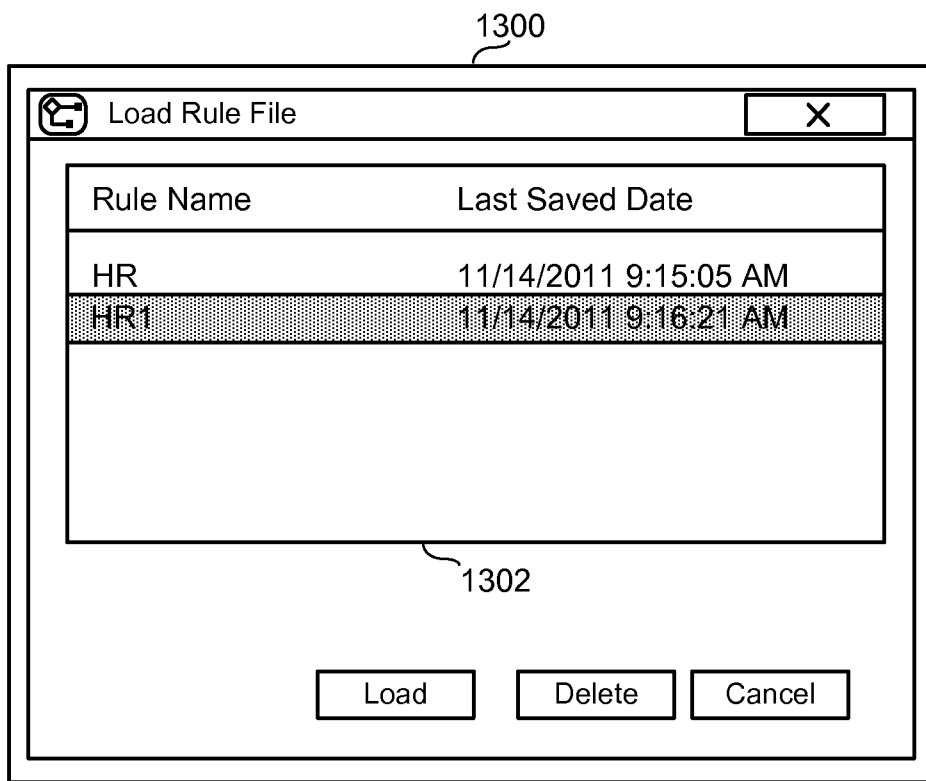 1300
Load Rule File X
Rule Name Last Saved Date
HR 11/14/2011 9:15:05 AM
HR1 11/14/2011 9:16:21 AM
1302
Load Delete Cancel